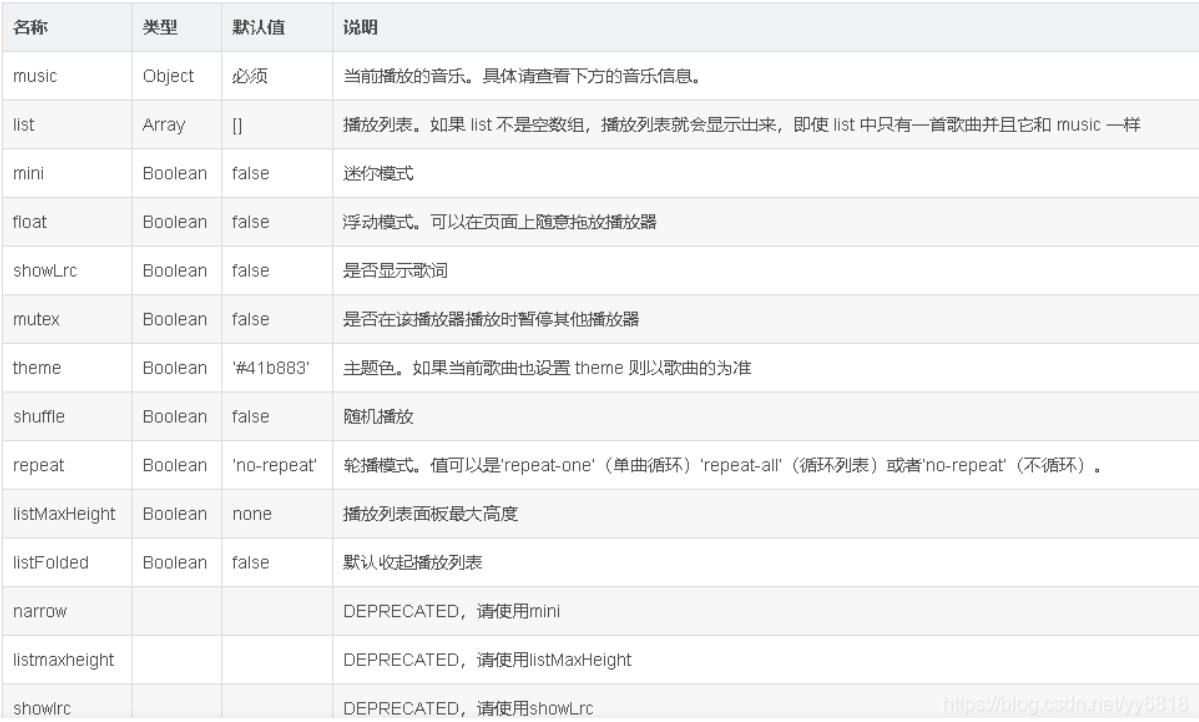 名称 类型 默认值 说明
music Object 必须 当前播放的音乐。具体请查看下方的音乐信息。
list Array [] 播放列表。如果 list 不是空数组，播放列表就会显示出来，即使 list 中只有一首歌曲并且它和 music 一样
mini Boolean false 迷你模式
float Boolean false 浮动模式。可以在页面上随意拖放播放器
showLrc Boolean false 是否显示歌词
mutex Boolean false 是否在该播放器播放时暂停其他播放器
theme Boolean '#41b883' 主题色。如果当前歌曲也设置 theme 则以歌曲的为准
shuffle Boolean false 随机播放
repeat Boolean 'no-repeat' 轮播模式。值可以是'repeat-one'（单曲循环）'repeat-all'（循环列表）或者'no-repeat'（不循环）。
listMaxHeight Boolean none 播放列表面板最大高度
listFolded Boolean false 默认收起播放列表
narrow DEPRECATED，请使用mini
listmaxheight DEPRECATED，请使用listMaxHeight
showlrc DEPRECATED，请使用showLrc
https://blog.csdn.net/yy6818